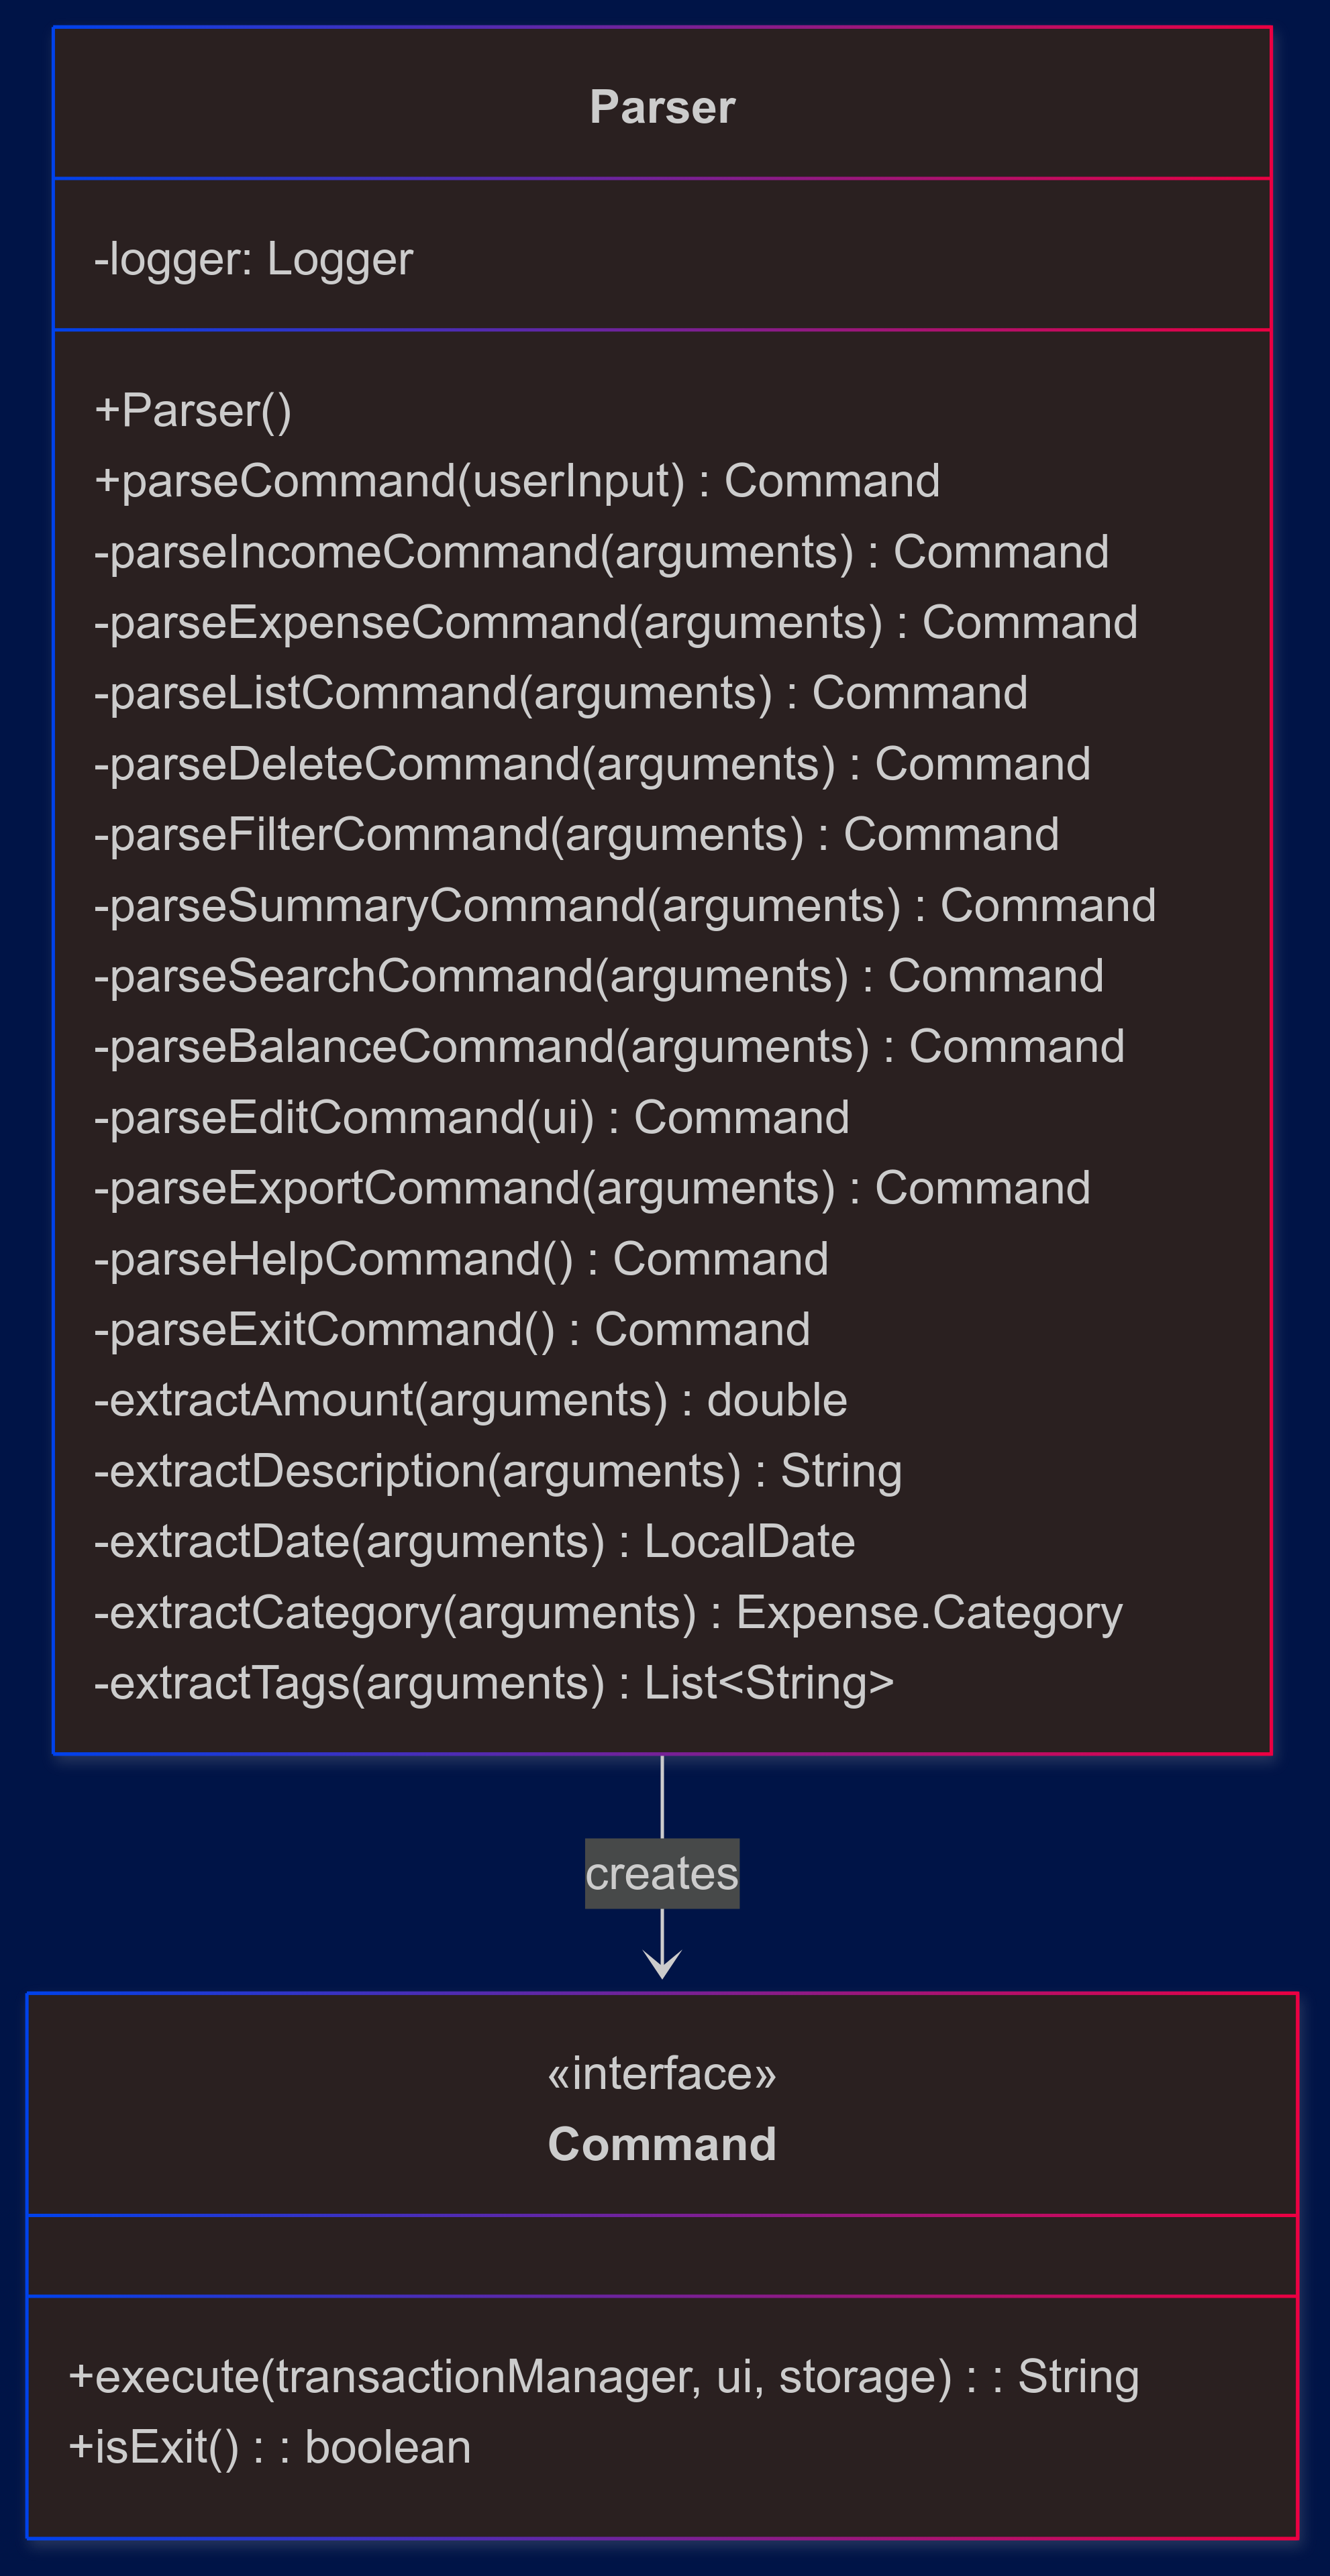 Parser
-logger: Logger
+Parser()
+parseCommand(userInput) : Command
-parseIncomeCommand(arguments) : Command
-parseExpenseCommand(arguments) : Command
-parseListCommand(arguments) : Command
-parseDeleteCommand(arguments) : Command
-parseFilterCommand(arguments) : Command
-parseSummaryCommand(arguments) : Command
-parseSearchCommand(arguments) : Command
-parseBalanceCommand(arguments) : Command
-parseEditCommand(ui) : Command
-parseExportCommand(arguments) : Command
-parseHelpCommand() : Command
-parseExitCommand() : Command
-extractAmount(arguments) : double
-extractDescription(arguments) : String
-extractDate(arguments) : LocalDate
-extractCategory(arguments) : Expense.Category
-extractTags(arguments) : List<String>
creates
«interface»
Command
+execute(transactionManager, ui, storage) : : String
+isExit() : : boolean